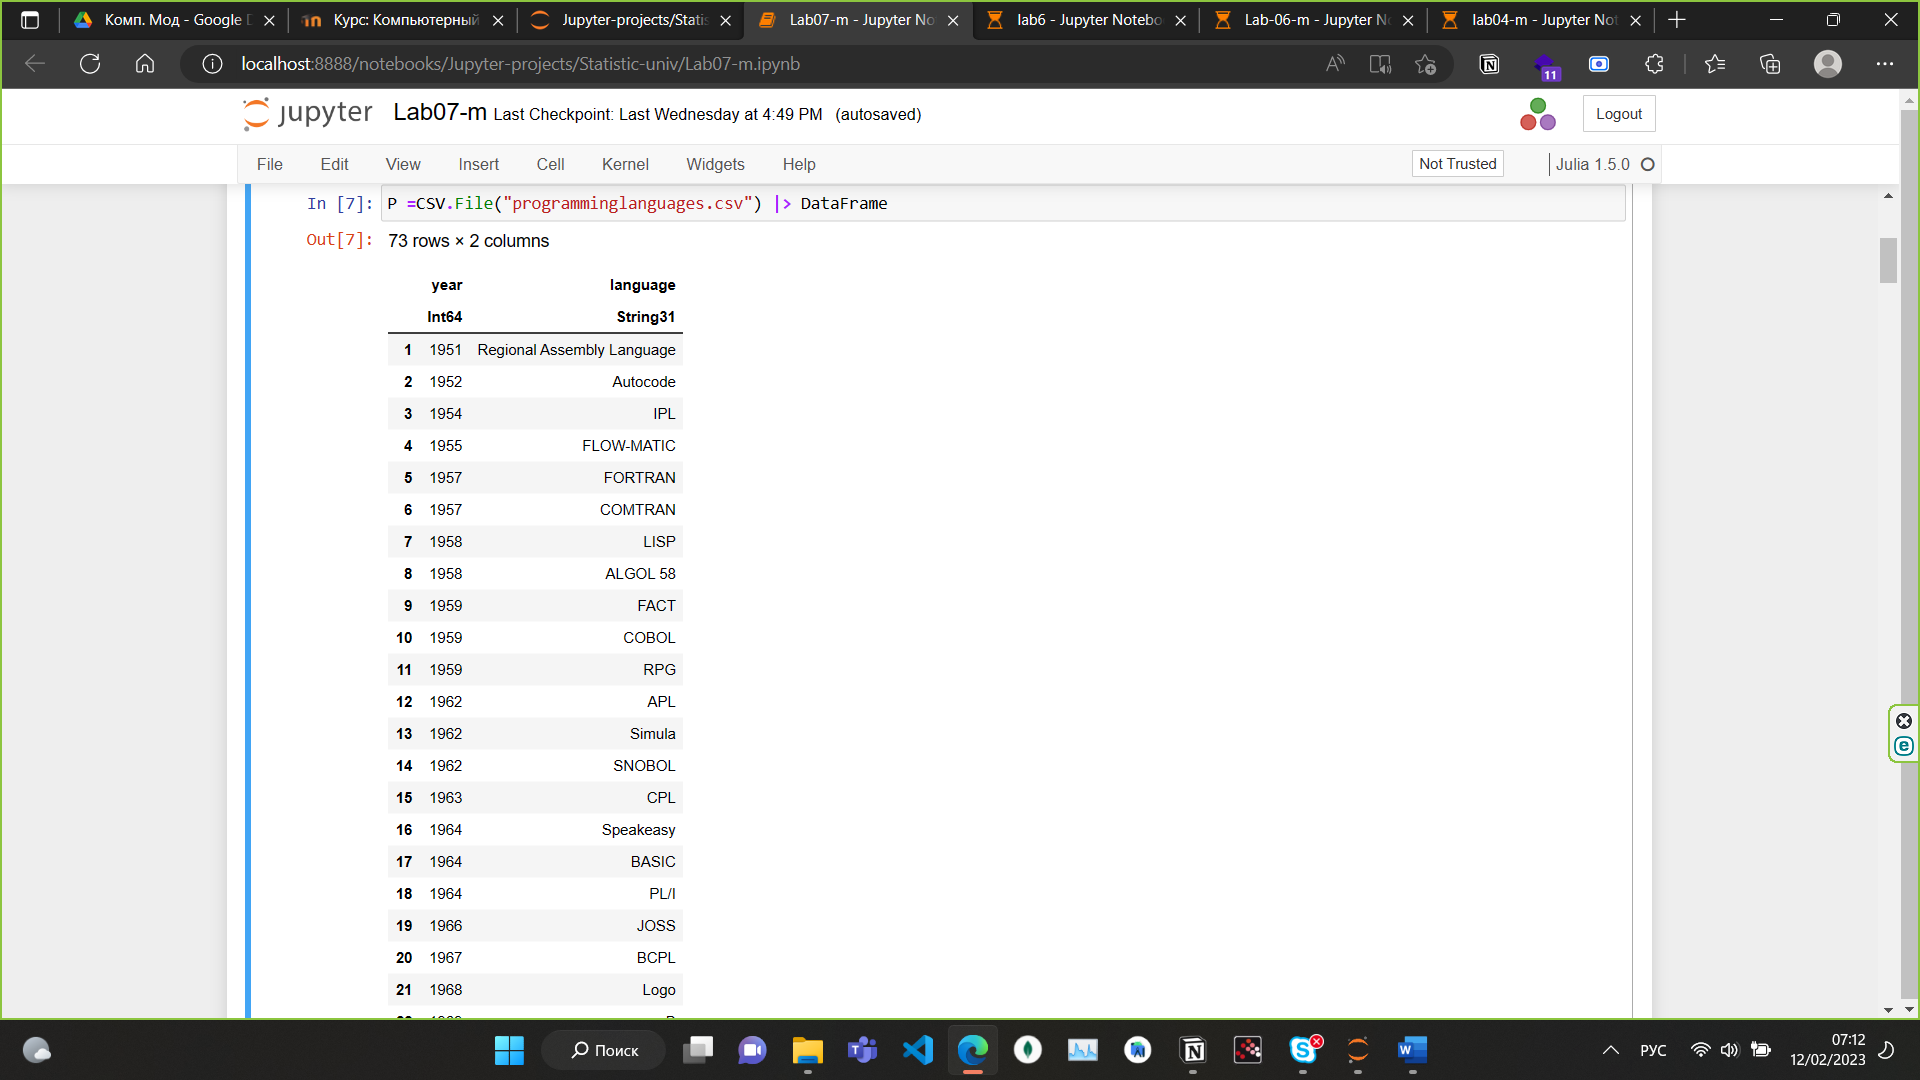 Комп. Мод - Google D
Курс: Компьютерный
Jupyter-projects/Statis
Lab07-m - Jupyter No
lab6 - Jupyter Notebo
Lab-06-m - Jupyter N
lab04-m - Jupyter Not
localhost:8888/notebooks/Jupyter-projects/Statistic-univ/Lab07-m.ipynb
11
jupyter Lab07-m Last Checkpoint: Last Wednesday at 4:49 PM (autosaved)
Logout
File Edit View Insert Cell Kernel Widgets Help
Not Trusted
Julia 1.5.0
In [7]: P =CSV.File("programminglanguages.csv") |> DataFrame
Out[7]: 73 rows × 2 columns
year language
Int64 String31
1 1951 Regional Assembly Language
2 1952 Autocode
3 1954 IPL
4 1955 FLOW-MATIC
5 1957 FORTRAN
6 1957 COMTRAN
7 1958 LISP
8 1958 ALGOL 58
9 1959 FACT
10 1959 COBOL
11 1959 RPG
12 1962 APL
13 1962 Simula
14 1962 SNOBOL
15 1963 CPL
16 1964 Speakeasy
17 1964 BASIC
18 1964 PL/I
19 1966 JOSS
20 1967 BCPL
21 1968 Logo
Поиск
РУС
07:12
12/02/2023